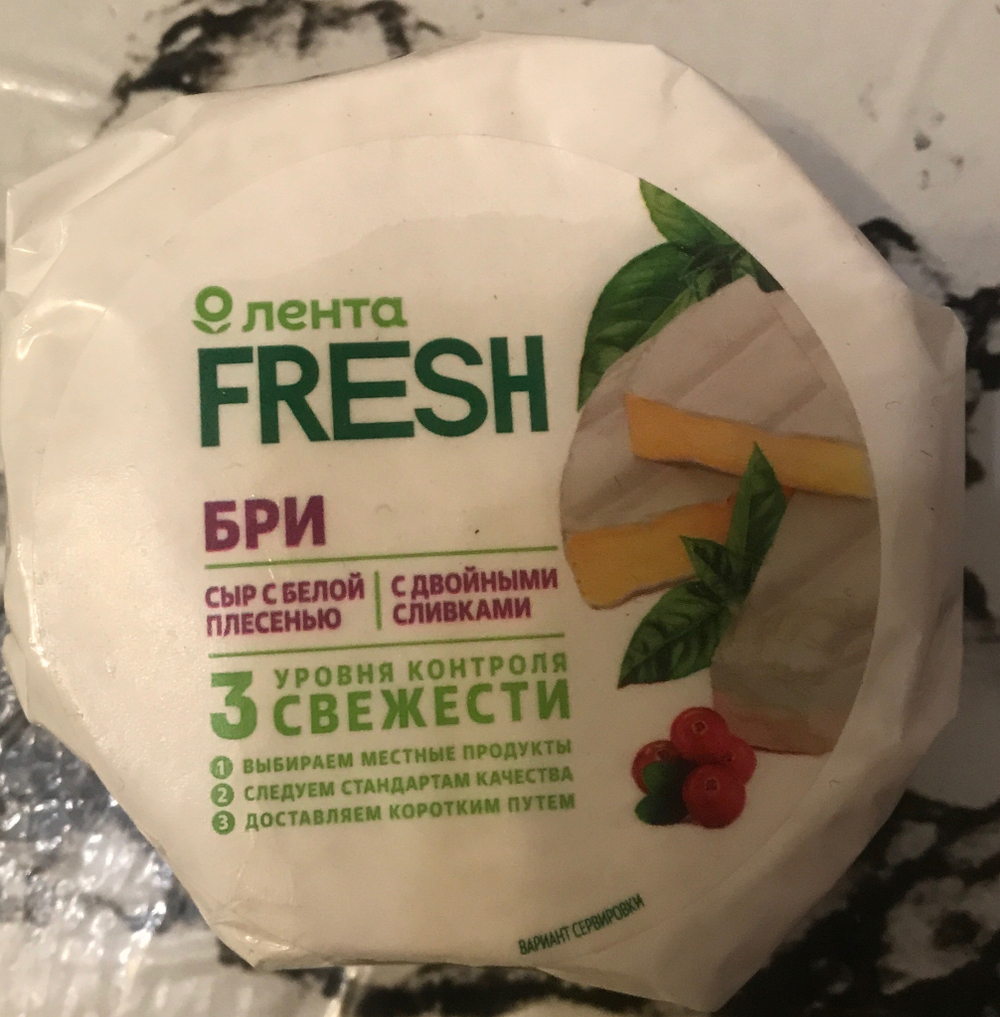 лента
FRESH
БРИ
СЫР С БЕЛОЙ
ПЛЕСЕНЬЮ
С ДВОЙНЫМИ
СЛИВКАМИ
3 УРОВНЯ КОНТРОЛЯ
СВЕЖЕСТИ
1 ВЫБИРАЕМ МЕСТНЫЕ ПРОДУКТЫ
2 СЛЕДУЕМ СТАНДАРТАМ КАЧЕСТВА
3 ДОСТАВЛЯЕМ КОРОТКИМ ПУТЕМ
ВАРИАНТ СЕРВИРОВКИ